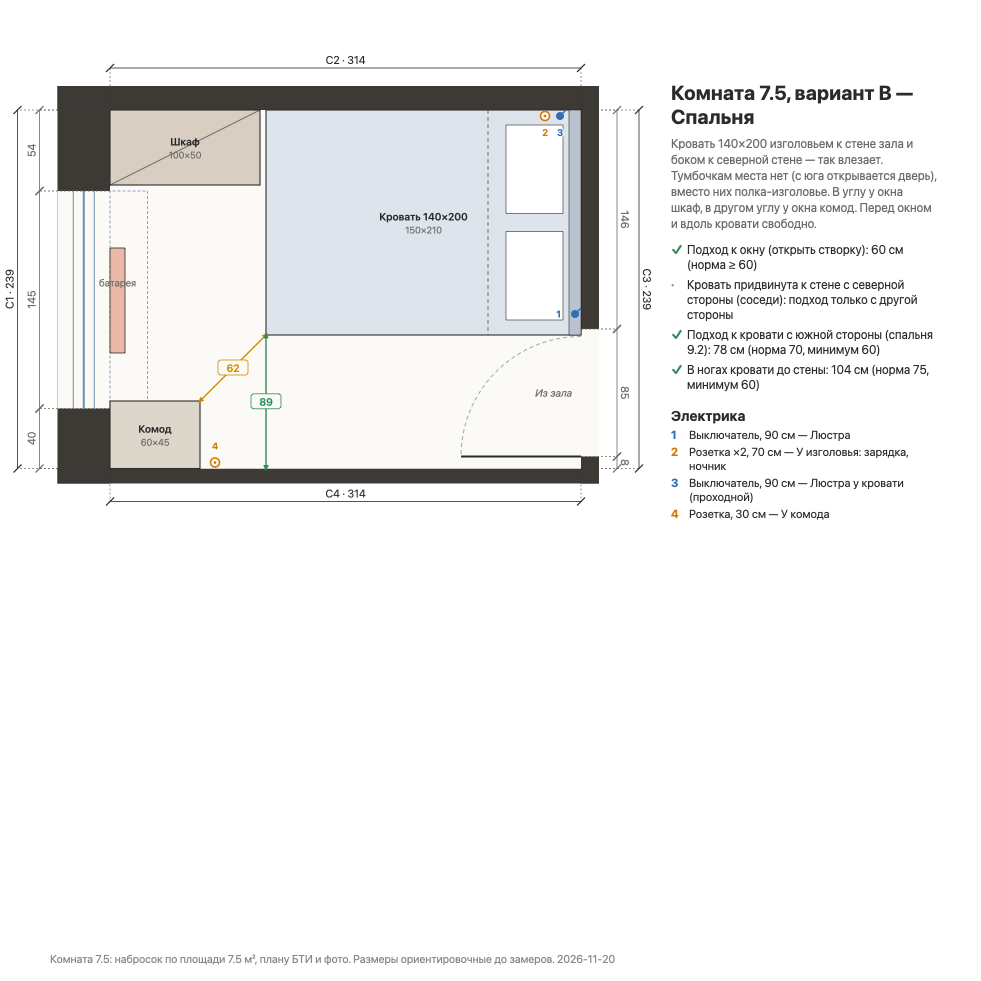 С2 · 314
Комната 7.5, вариант B —
Спальня
Кровать 140×200 изголовьем к стене зала и
боком к северной стене — так влезает.
Тумбочкам места нет (с юга открывается дверь),
вместо них полка-изголовье. В углу у окна
шкаф, в другом углу у окна комод. Перед окном
и вдоль кровати свободно.
Подход к окну (открыть створку): 60 см
(норма ≥ 60)
Кровать придвинута к стене с северной
стороны (соседи): подход только с другой
стороны
Подход к кровати с южной стороны (спальня
9.2): 78 см (норма 70, минимум 60)
В ногах кровати до стены: 104 см (норма 75,
минимум 60)
Электрика
1 Выключатель, 90 см — Люстра
2 Розетка ×2, 70 см — У изголовья: зарядка,
ночник
3 Выключатель, 90 см — Люстра у кровати
(проходной)
4 Розетка, 30 см — У комода
54
Шкаф
100×50
2 3
Кровать 140×200
150×210
146
С1 · 239
145
батарея
С3 · 239
1
62
89
Из зала
85
Комод
60×45
40
4
8
С4 · 314
Комната 7.5: набросок по площади 7.5 м², плану БТИ и фото. Размеры ориентировочные до замеров. 2026-11-20